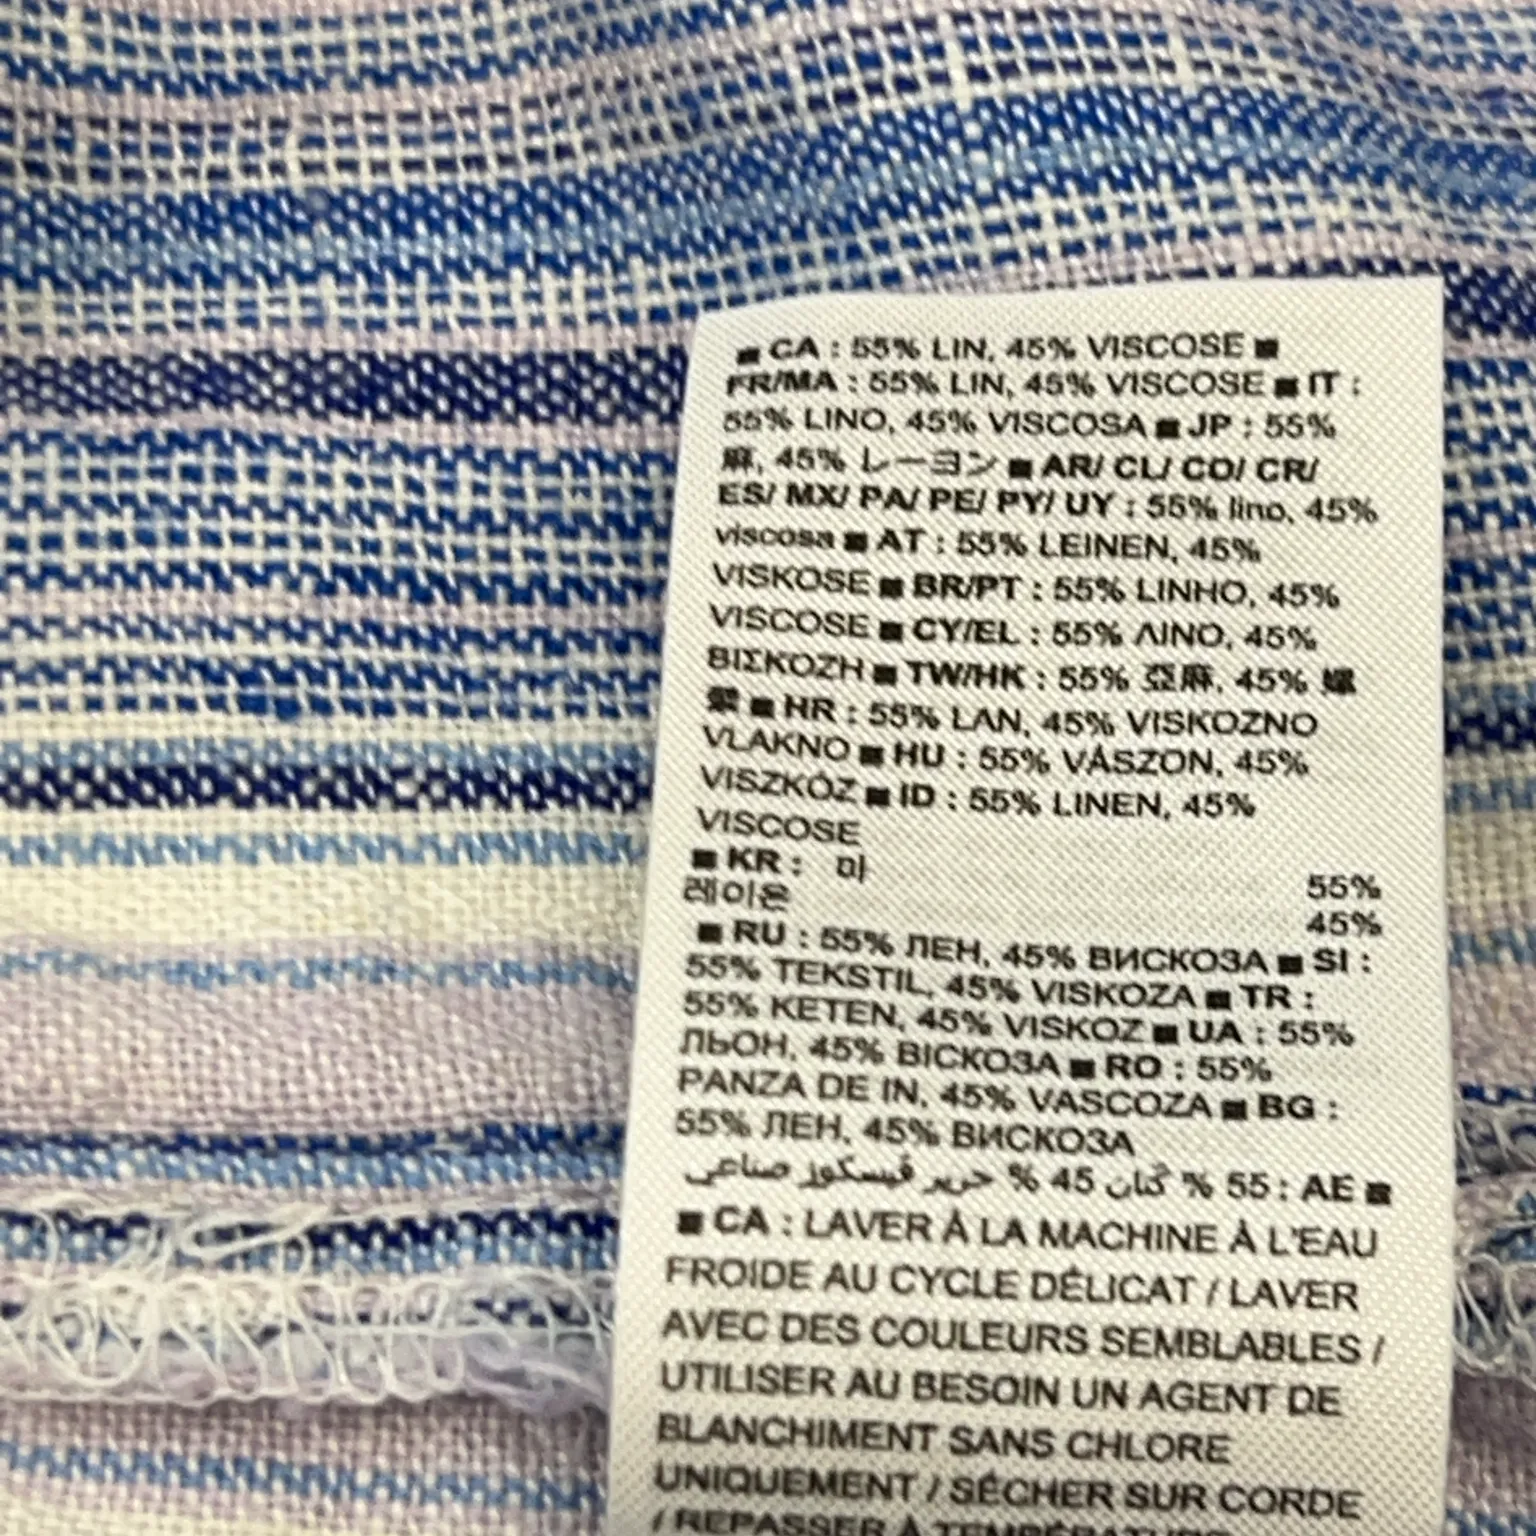 ■ CA : 55% LIN, 45% VISCOSE ■
FR/MA : 55% LIN, 45% VISCOSE ■ IT :
55% LINO, 45% VISCOSA ■ JP : 55%
麻, 45% レーヨン ■ AR/ CL/ CO/ CR/
ES/ MX/ PA/ PE/ PY/ UY : 55% lino, 45%
viscosa ■ AT : 55% LEINEN, 45%
VISKOSE ■ BR/PT : 55% LINHO, 45%
VISCOSE ■ CY/EL : 55% ΛΙΝΟ, 45%
ΒΙΣΚΟΖΗ ■ TW/HK : 55% 亞麻, 45% 嫘
縈 ■ HR : 55% LAN, 45% VISKOZNO
VLAKNO ■ HU : 55% VÁSZON, 45%
VISZKÓZ ■ ID : 55% LINEN, 45%
VISCOSE
■ KR : 마 55%
레이온 45%
■ RU : 55% ЛЕН, 45% ВИСКОЗА ■ SI :
55% TEKSTIL, 45% VISKOZA ■ TR :
55% KETEN, 45% VISKOZ ■ UA : 55%
ЛЬОН, 45% ВІСКОЗА ■ RO : 55%
PANZA DE IN, 45% VASCOZA ■ BG :
55% ЛЕН, 45% ВИСКОЗА
■ AE : 55 % كتان 45 % حرير فيسكوز صناعي
■ CA : LAVER À LA MACHINE À L'EAU
FROIDE AU CYCLE DÉLICAT / LAVER
AVEC DES COULEURS SEMBLABLES /
UTILISER AU BESOIN UN AGENT DE
BLANCHIMENT SANS CHLORE
UNIQUEMENT / SÉCHER SUR CORDE
/ REPASSER À TEMPÉRATURE